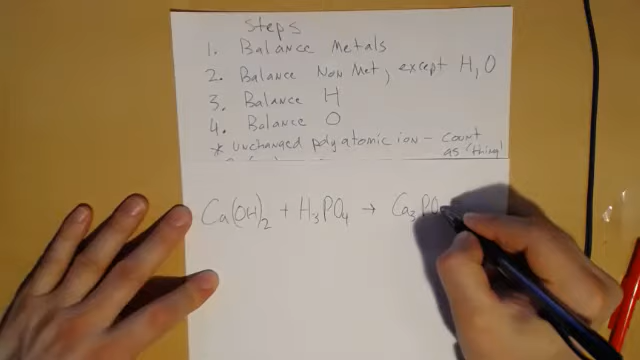 Steps
1. Balance Metals
2. Balance Non Met, except H, O
3. Balance H
4. Balance O
* unchanged polyatomic ion - count
as 1 "thing"
Ca(OH)₂ + H₃PO₄ → Ca₃PO